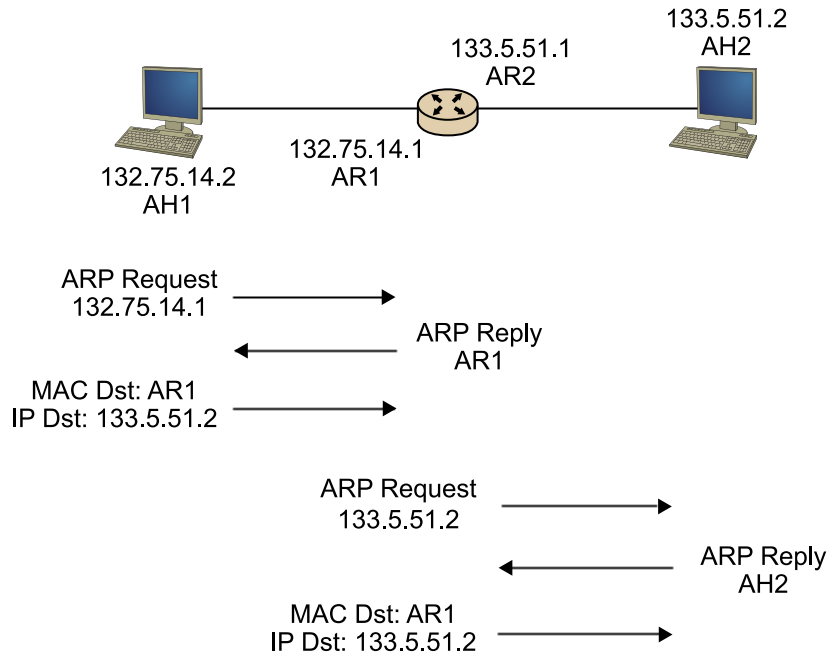 133.5.51.2
AH2
133.5.51.1
AR2
132.75.14.1
AR1
132.75.14.2
AH1
ARP Request
132.75.14.1
ARP Reply
AR1
MAC Dst: AR1
IP Dst: 133.5.51.2
ARP Request
133.5.51.2
ARP Reply
AH2
MAC Dst: AR1
IP Dst: 133.5.51.2